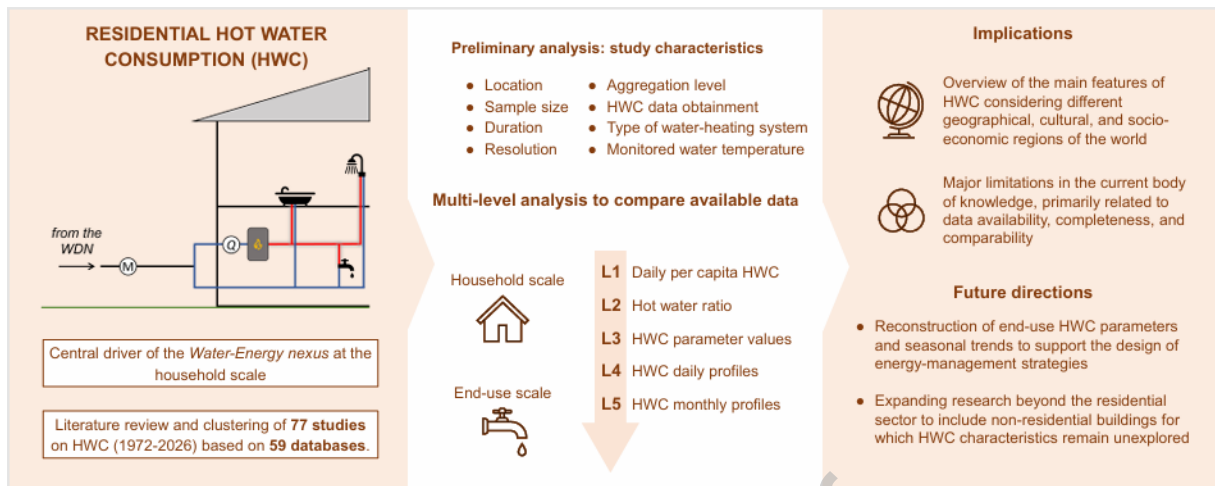 RESIDENTIAL HOT WATER
CONSUMPTION (HWC)
from the
WDN
M
Q
Central driver of the Water-Energy nexus at the
household scale
Literature review and clustering of 77 studies
on HWC (1972-2026) based on 59 databases.
Preliminary analysis: study characteristics
● Location
● Sample size
● Duration
● Resolution
● Aggregation level
● HWC data obtainment
● Type of water-heating system
● Monitored water temperature
Multi-level analysis to compare available data
Household scale
End-use scale
L1 Daily per capita HWC
L2 Hot water ratio
L3 HWC parameter values
L4 HWC daily profiles
L5 HWC monthly profiles
Implications
Overview of the main features of
HWC considering different
geographical, cultural, and socio-
economic regions of the world
Major limitations in the current body
of knowledge, primarily related to
data availability, completeness, and
comparability
Future directions
● Reconstruction of end-use HWC parameters
and seasonal trends to support the design of
energy-management strategies
● Expanding research beyond the residential
sector to include non-residential buildings for
which HWC characteristics remain unexplored